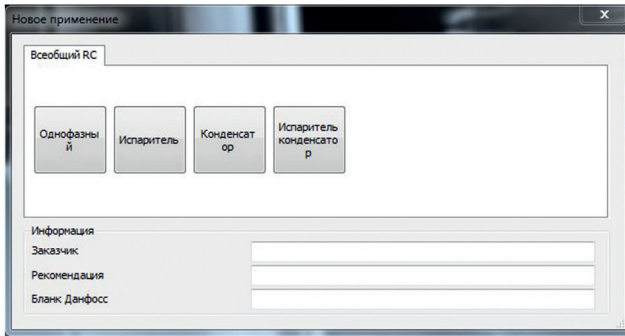 Новое применение
x
Всеобщий RC
Однофазны
й
Испаритель
Конденсат
ор
Испаритель
конденсато
р
Информация
Заказчик
Рекомендация
Бланк Данфосс